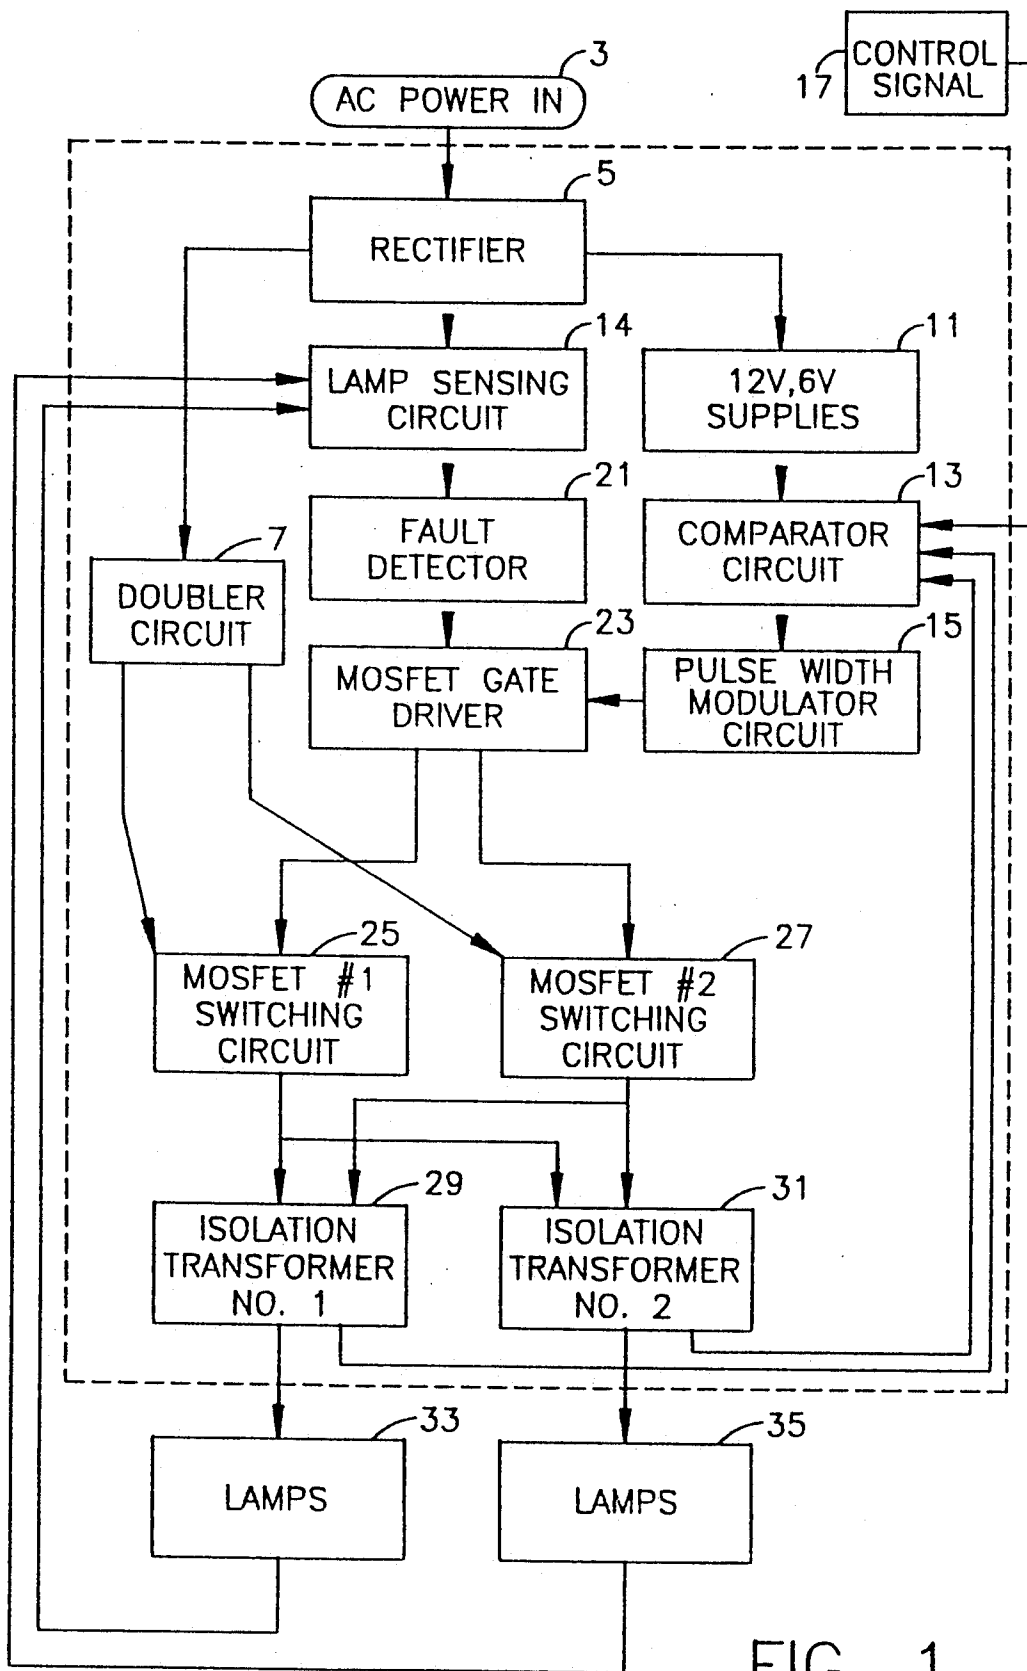 3
AC POWER IN
17
CONTROL
SIGNAL
5
RECTIFIER
14
LAMP SENSING
CIRCUIT
11
12V,6V
SUPPLIES
21
FAULT
DETECTOR
13
COMPARATOR
CIRCUIT
7
DOUBLER
CIRCUIT
23
MOSFET GATE
DRIVER
15
PULSE WIDTH
MODULATOR
CIRCUIT
25
MOSFET #1
SWITCHING
CIRCUIT
27
MOSFET #2
SWITCHING
CIRCUIT
29
ISOLATION
TRANSFORMER
NO. 1
31
ISOLATION
TRANSFORMER
NO. 2
33
LAMPS
35
LAMPS
FIG. 1